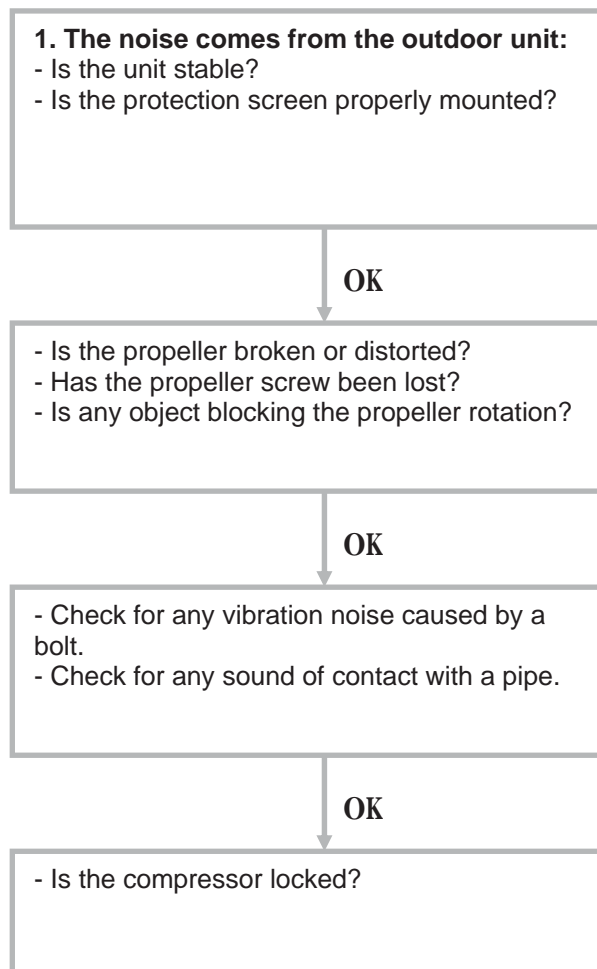 1. The noise comes from the outdoor unit:
- Is the unit stable?
- Is the protection screen properly mounted?
OK
- Is the propeller broken or distorted?
- Has the propeller screw been lost?
- Is any object blocking the propeller rotation?
OK
- Check for any vibration noise caused by a
bolt.
- Check for any sound of contact with a pipe.
OK
- Is the compressor locked?